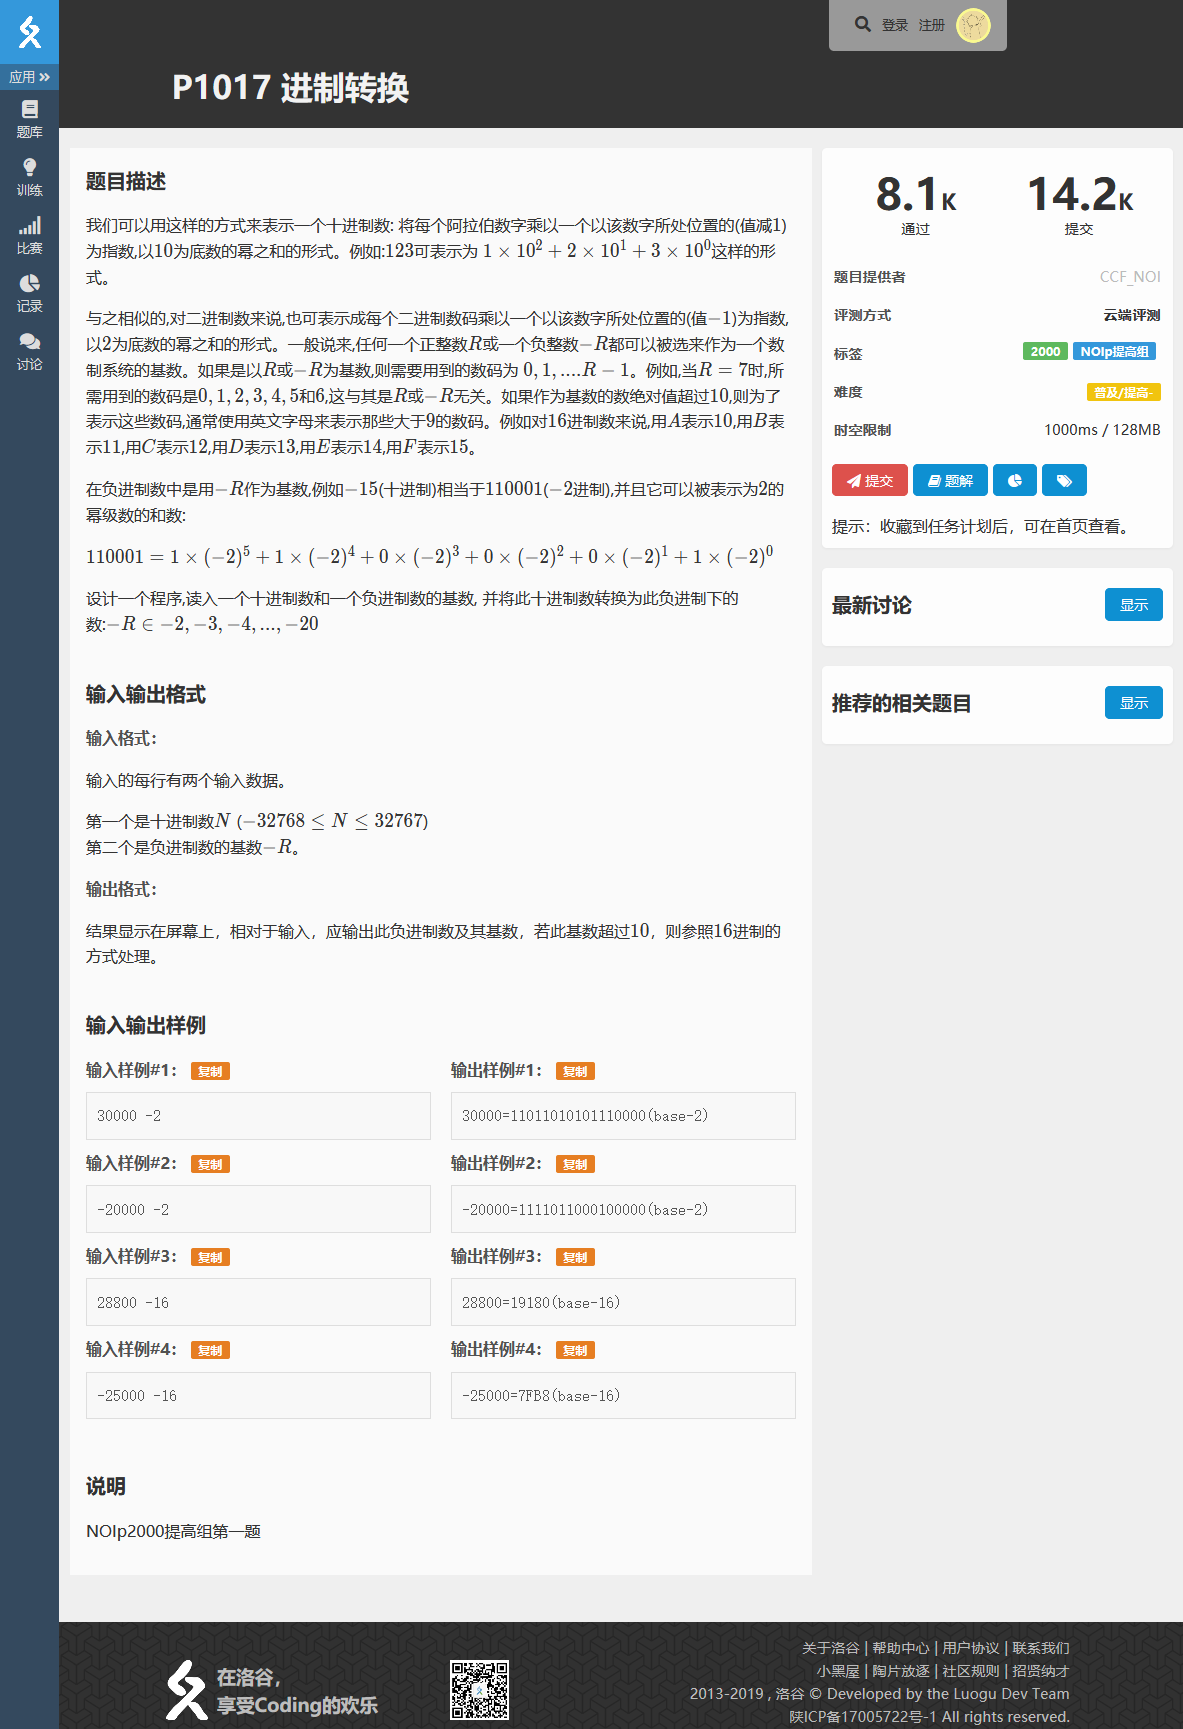 登录 注册
应用
题库
训练
比赛
记录
讨论
P1017 进制转换
题目描述
我们可以用这样的方式来表示一个十进制数: 将每个阿拉伯数字乘以一个以该数字所处位置的(值减1)
为指数,以10为底数的幂之和的形式。例如:123可表示为 1 × 10² + 2 × 10¹ + 3 × 10⁰这样的形
式。
与之相似的,对二进制数来说,也可表示成每个二进制数码乘以一个以该数字所处位置的(值−1)为指数,
以2为底数的幂之和的形式。一般说来,任何一个正整数R或一个负整数−R都可以被选来作为一个数
制系统的基数。如果是以R或−R为基数,则需要用到的数码为 0, 1, ....R − 1。例如,当R = 7时,所
需用到的数码是0, 1, 2, 3, 4, 5和6,这与其是R或−R无关。如果作为基数的数绝对值超过10,则为了
表示这些数码,通常使用英文字母来表示那些大于9的数码。例如对16进制数来说,用A表示10,用B表
示11,用C表示12,用D表示13,用E表示14,用F表示15。
在负进制数中是用−R作为基数,例如−15(十进制)相当于110001(−2进制),并且它可以被表示为2的
幂级数的和数:
110001 = 1 × (−2)⁵ + 1 × (−2)⁴ + 0 × (−2)³ + 0 × (−2)² + 0 × (−2)¹ + 1 × (−2)⁰
设计一个程序,读入一个十进制数和一个负进制数的基数, 并将此十进制数转换为此负进制下的
数:−R ∈ −2, −3, −4, ..., −20
输入输出格式
输入格式：
输入的每行有两个输入数据。
第一个是十进制数N (−32768 ≤ N ≤ 32767)
第二个是负进制数的基数−R。
输出格式：
结果显示在屏幕上，相对于输入，应输出此负进制数及其基数，若此基数超过10，则参照16进制的
方式处理。
输入输出样例
输入样例#1： 复制
30000 -2
输出样例#1： 复制
30000=11011010101110000(base-2)
输入样例#2： 复制
-20000 -2
输出样例#2： 复制
-20000=1111011000100000(base-2)
输入样例#3： 复制
28800 -16
输出样例#3： 复制
28800=19180(base-16)
输入样例#4： 复制
-25000 -16
输出样例#4： 复制
-25000=7FB8(base-16)
说明
NOIp2000提高组第一题
8.1K 14.2K
通过 提交
题目提供者 CCF_NOI
评测方式 云端评测
标签 2000 NOIp提高组
难度 普及/提高-
时空限制 1000ms / 128MB
提交 题解
提示：收藏到任务计划后，可在首页查看。
最新讨论 显示
推荐的相关题目 显示
在洛谷，
享受Coding的欢乐
关于洛谷 | 帮助中心 | 用户协议 | 联系我们
小黑屋 | 陶片放逐 | 社区规则 | 招贤纳才
2013-2019 , 洛谷 © Developed by the Luogu Dev Team
陕ICP备17005722号-1 All rights reserved.